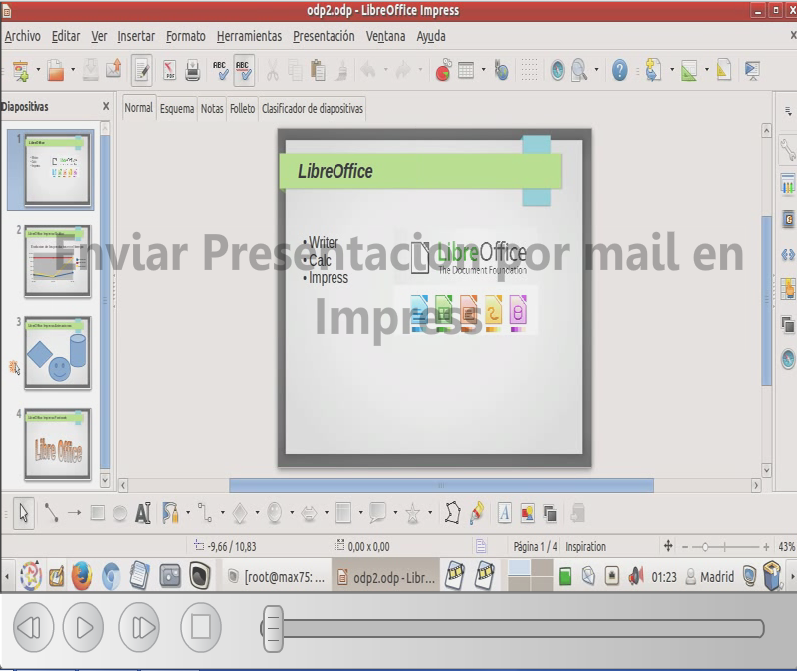 odp2.odp - LibreOffice Impress
Archivo Editar Ver Insertar Formato Herramientas Presentación Ventana Ayuda
Diapositivas
Normal Esquema Notas Folleto Clasificador de diapositivas
1
2
3
4
Libre Office
LibreOffice
Enviar Presentacion por mail en
Impress
• Writer
• Calc
• Impress
LibreOffice
The Document Foundation
-9,66 / 10,83
0,00 x 0,00
Página 1 / 4
Inspiration
43%
[root@max75: ...
odp2.odp - Libr...
01:23
Madrid